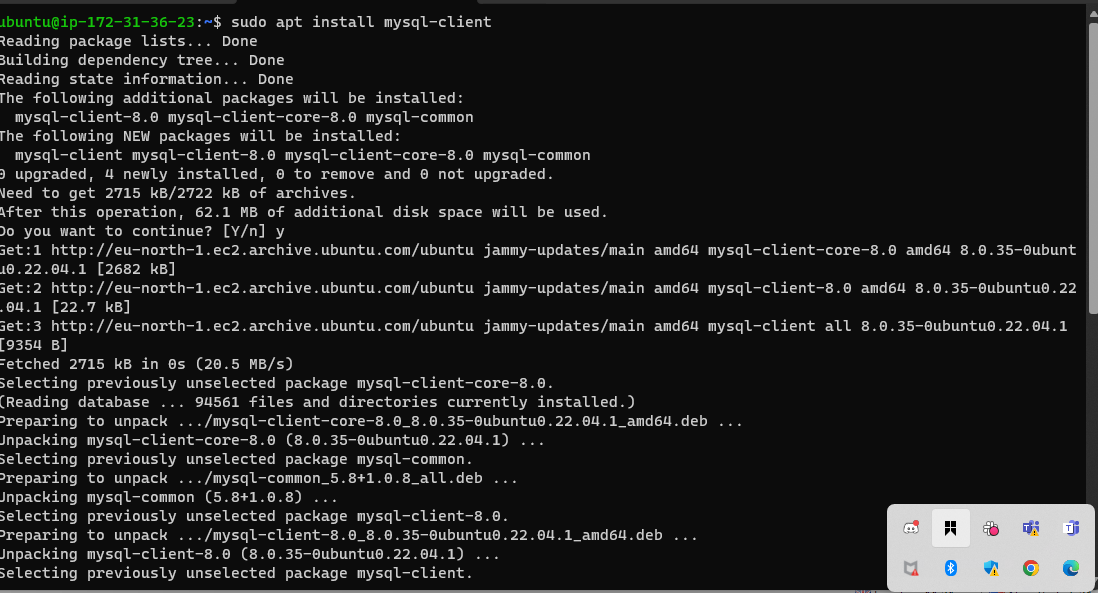 ubuntu@ip-172-31-36-23:~$ sudo apt install mysql-client
Reading package lists... Done
Building dependency tree... Done
Reading state information... Done
The following additional packages will be installed:
  mysql-client-8.0 mysql-client-core-8.0 mysql-common
The following NEW packages will be installed:
  mysql-client mysql-client-8.0 mysql-client-core-8.0 mysql-common
0 upgraded, 4 newly installed, 0 to remove and 0 not upgraded.
Need to get 2715 kB/2722 kB of archives.
After this operation, 62.1 MB of additional disk space will be used.
Do you want to continue? [Y/n] y
Get:1 http://eu-north-1.ec2.archive.ubuntu.com/ubuntu jammy-updates/main amd64 mysql-client-core-8.0 amd64 8.0.35-0ubunt
u0.22.04.1 [2682 kB]
Get:2 http://eu-north-1.ec2.archive.ubuntu.com/ubuntu jammy-updates/main amd64 mysql-client-8.0 amd64 8.0.35-0ubuntu0.22
.04.1 [22.7 kB]
Get:3 http://eu-north-1.ec2.archive.ubuntu.com/ubuntu jammy-updates/main amd64 mysql-client all 8.0.35-0ubuntu0.22.04.1
[9354 B]
Fetched 2715 kB in 0s (20.5 MB/s)
Selecting previously unselected package mysql-client-core-8.0.
(Reading database ... 94561 files and directories currently installed.)
Preparing to unpack .../mysql-client-core-8.0_8.0.35-0ubuntu0.22.04.1_amd64.deb ...
Unpacking mysql-client-core-8.0 (8.0.35-0ubuntu0.22.04.1) ...
Selecting previously unselected package mysql-common.
Preparing to unpack .../mysql-common_5.8+1.0.8_all.deb ...
Unpacking mysql-common (5.8+1.0.8) ...
Selecting previously unselected package mysql-client-8.0.
Preparing to unpack .../mysql-client-8.0_8.0.35-0ubuntu0.22.04.1_amd64.deb ...
Unpacking mysql-client-8.0 (8.0.35-0ubuntu0.22.04.1) ...
Selecting previously unselected package mysql-client.